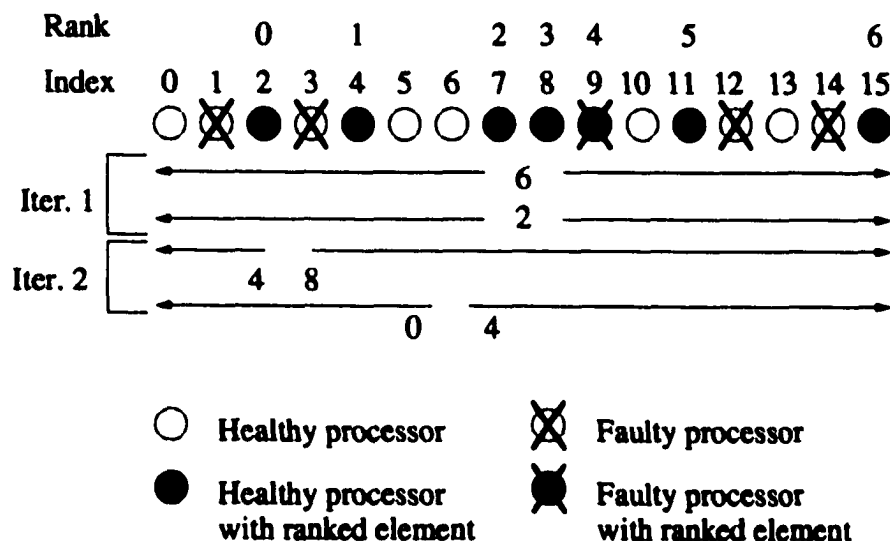 Rank 0 1 2 3 4 5 6
Index 0 1 2 3 4 5 6 7 8 9 10 11 12 13 14 15
Iter. 1
6
2
Iter. 2
4 8
0 4
Healthy processor
Faulty processor
Healthy processor
with ranked element
Faulty processor
with ranked element